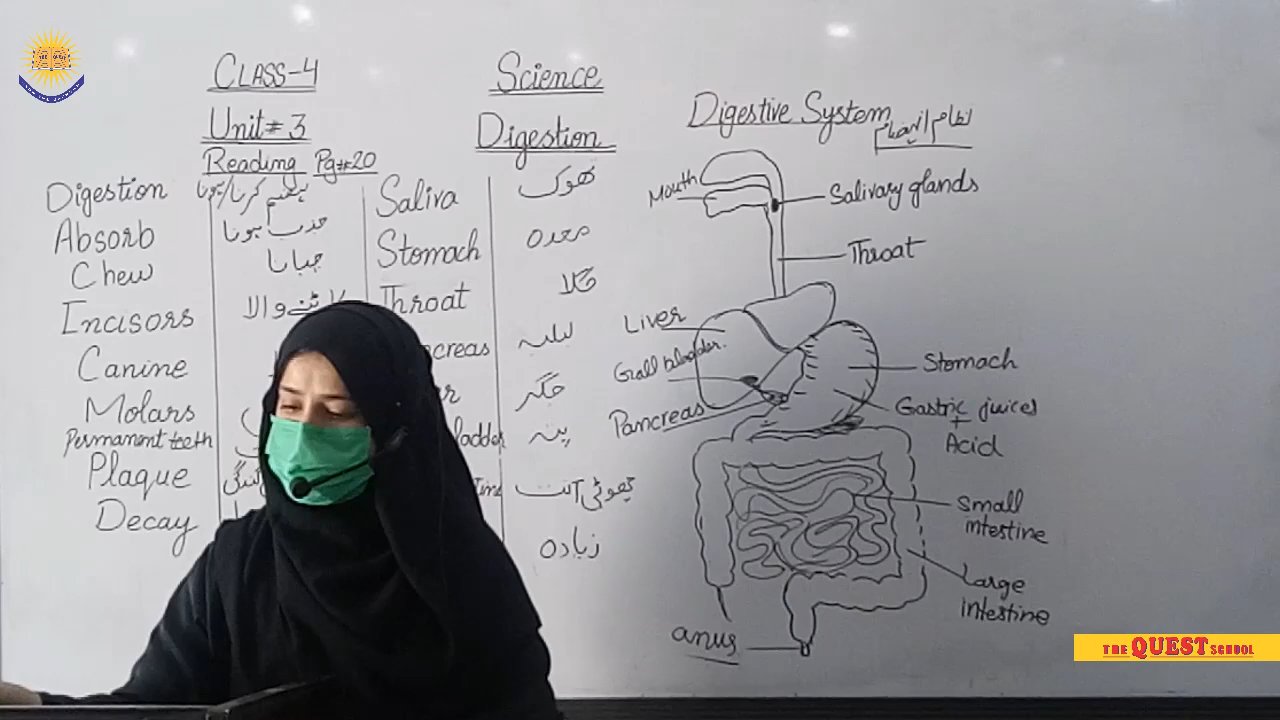 CLASS-4
Science
Unit# 3
Digestion
Reading Pg#20
Digestion ہضم کرنا/ہونا
Absorb جذب ہونا
Chew چبانا
Incisors کاٹنے والا
Canine
Molars
Permanent teeth
Plaque
Decay
Saliva تھوک
Stomach معدہ
Throat گلا
creas لبلبہ
جگر
ladder پتہ
چھوٹی آنت
زیادہ
Digestive System
نظام انہضام
Mouth
Salivary glands
Throat
Liver
Grall bladder.
Pancreas
Stomach
Gastric juices
+
Acid
Small
intestine
Large
intestine
anus
THE QUEST SCHOOL